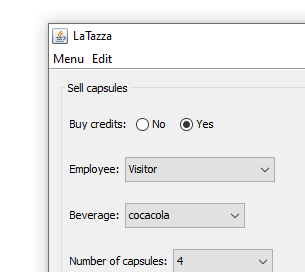 LaTazza
Menu Edit
Sell capsules
Buy credits: No Yes
Employee: Visitor
Beverage: cocacola
Number of capsules: 4